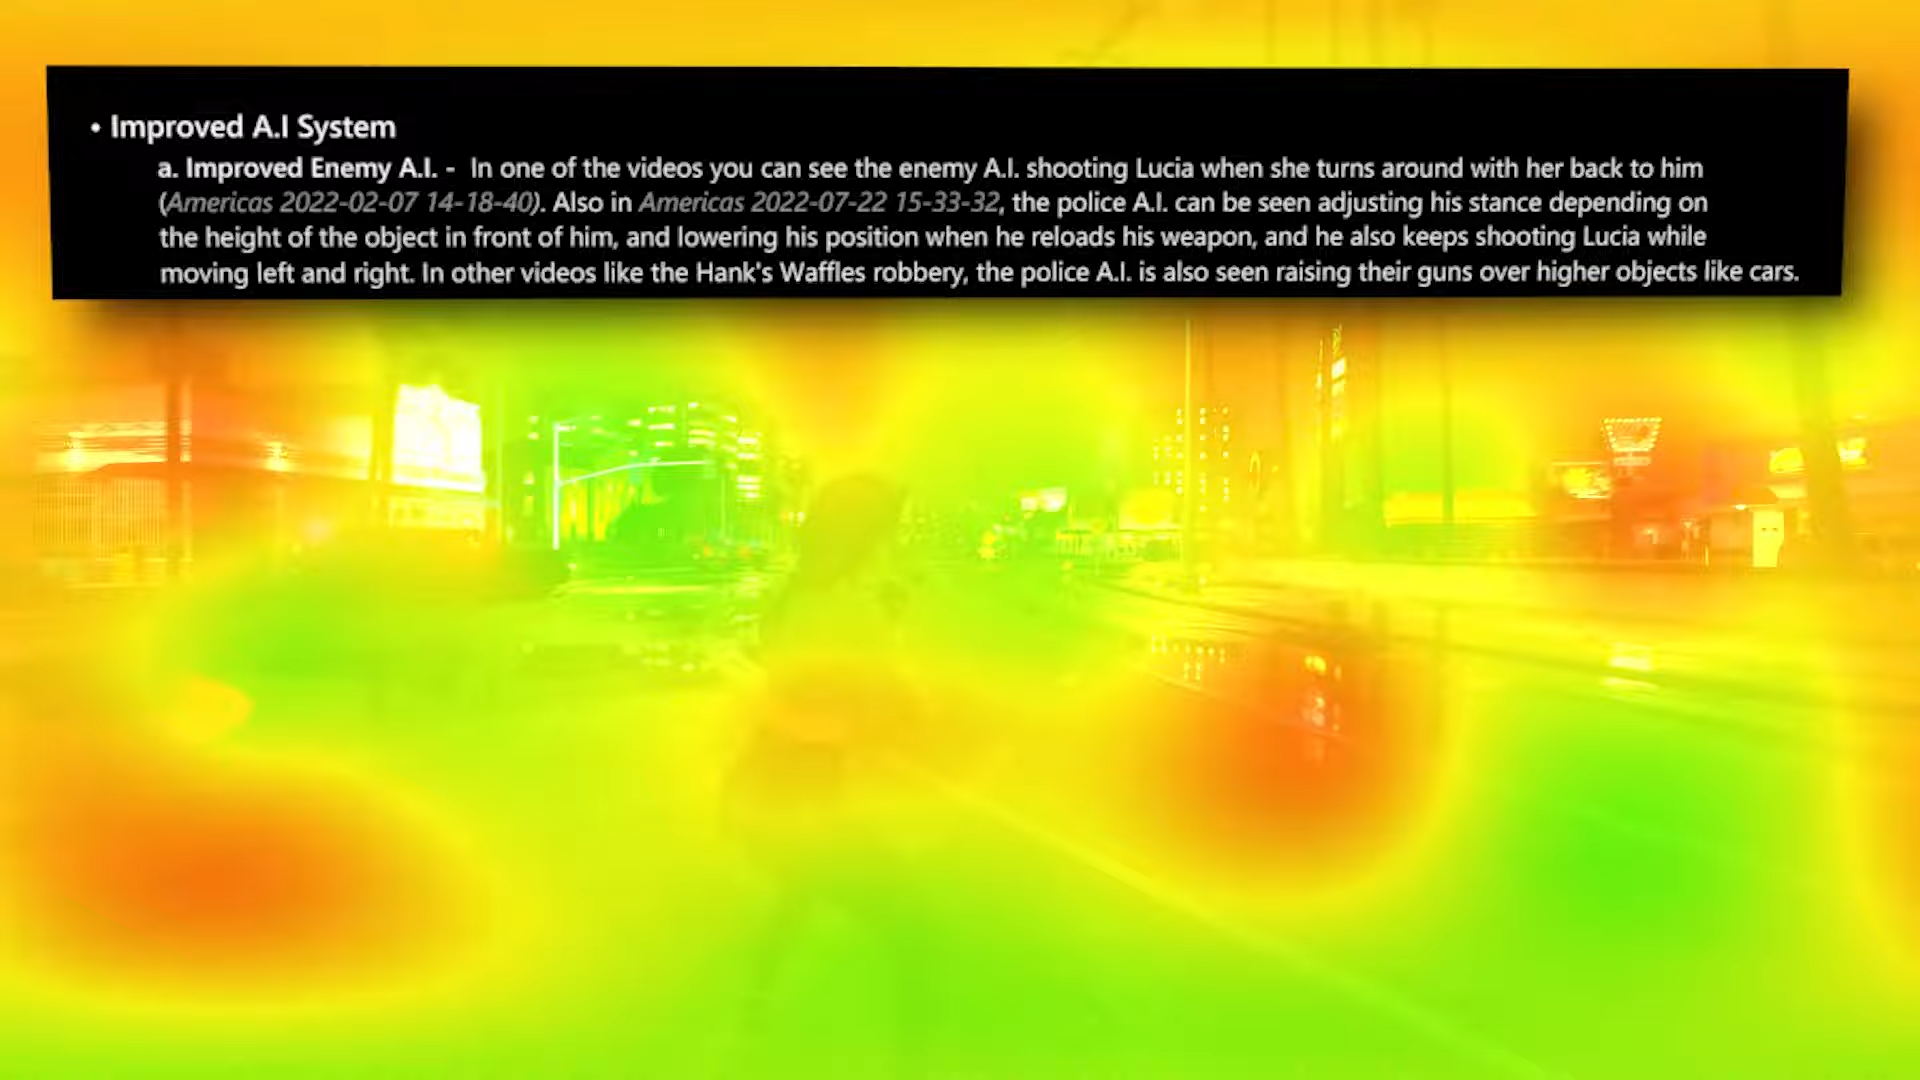 • Improved A.I System
a. Improved Enemy A.I. - In one of the videos you can see the enemy A.I. shooting Lucia when she turns around with her back to him
(Americas 2022-02-07 14-18-40). Also in Americas 2022-07-22 15-33-32, the police A.I. can be seen adjusting his stance depending on
the height of the object in front of him, and lowering his position when he reloads his weapon, and he also keeps shooting Lucia while
moving left and right. In other videos like the Hank's Waffles robbery, the police A.I. is also seen raising their guns over higher objects like cars.